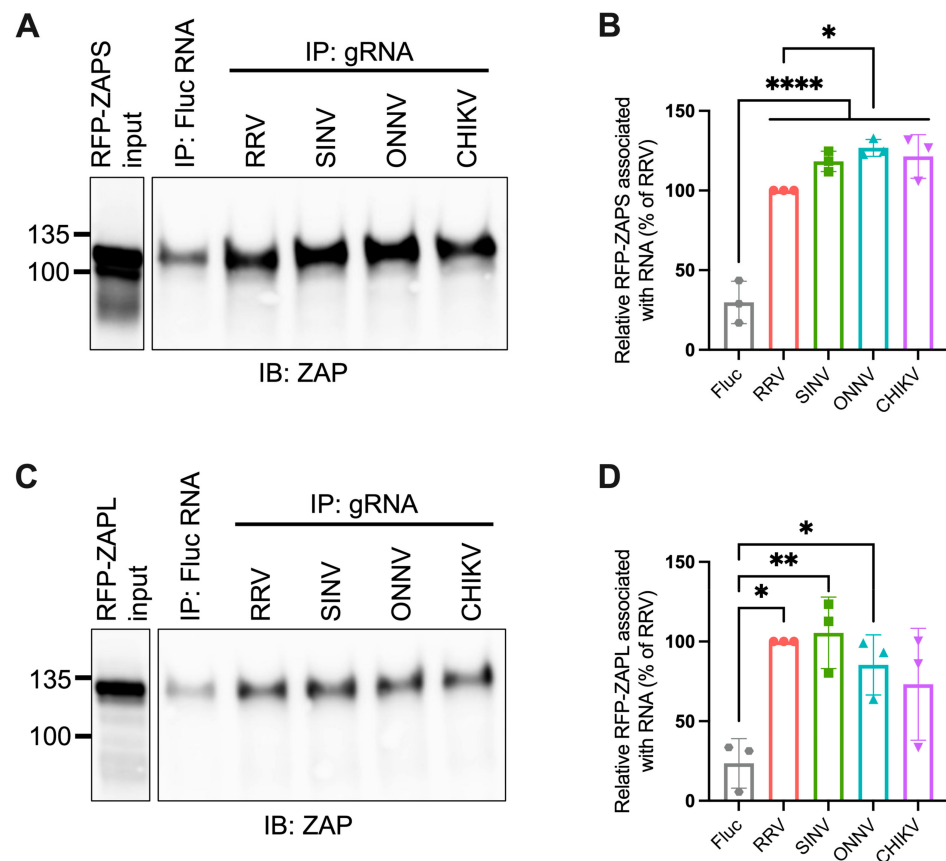 A
RFP-ZAPS
input
IP: Fluc RNA
IP: gRNA
RRV
SINV
ONNV
CHIKV
135
100
IB: ZAP
B
Relative RFP-ZAPS associated
with RNA (% of RRV)
*
****
150
100
50
0
Fluc
RRV
SINV
ONNV
CHIKV
C
RFP-ZAPL
input
IP: Fluc RNA
IP: gRNA
RRV
SINV
ONNV
CHIKV
135
100
IB: ZAP
D
Relative RFP-ZAPL associated
with RNA (% of RRV)
*
**
*
150
100
50
0
Fluc
RRV
SINV
ONNV
CHIKV